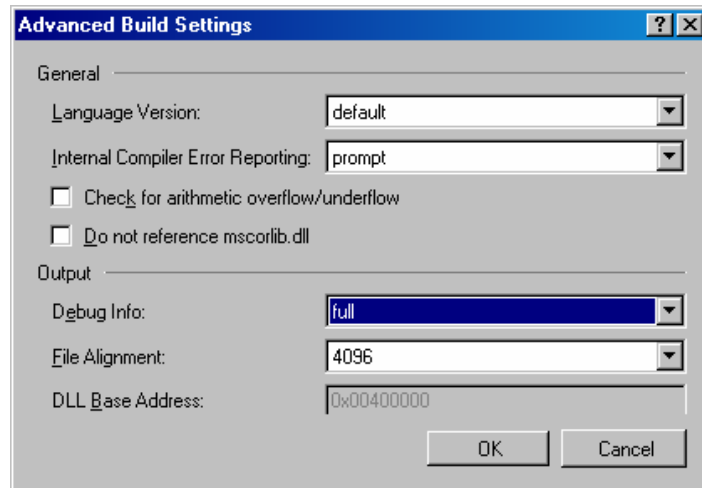 Advanced Build Settings ? X
General
Language Version: default
Internal Compiler Error Reporting: prompt
Check for arithmetic overflow/underflow
Do not reference mscorlib.dll
Output
Debug Info: full
File Alignment: 4096
DLL Base Address: 0x00400000
OK Cancel